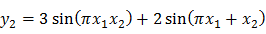 y₂ = 3 sin(πx₁x₂) + 2 sin(πx₁ + x₂)